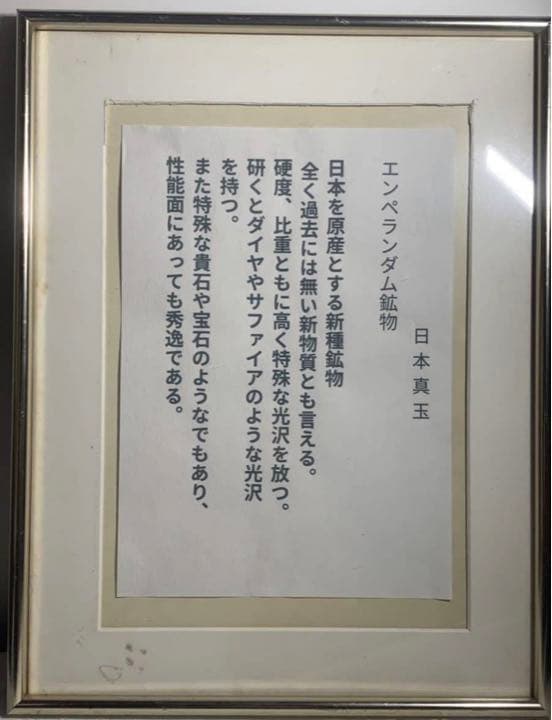 日本真玉
エンペランダム鉱物
日本を原産とする新種鉱物
全く過去には無い新物質とも言える。
硬度、比重ともに高く特殊な光沢を放つ。
研くとダイヤやサファイアのような光沢
を持つ。
また特殊な貴石や宝石のようなでもあり、
性能面にあっても秀逸である。